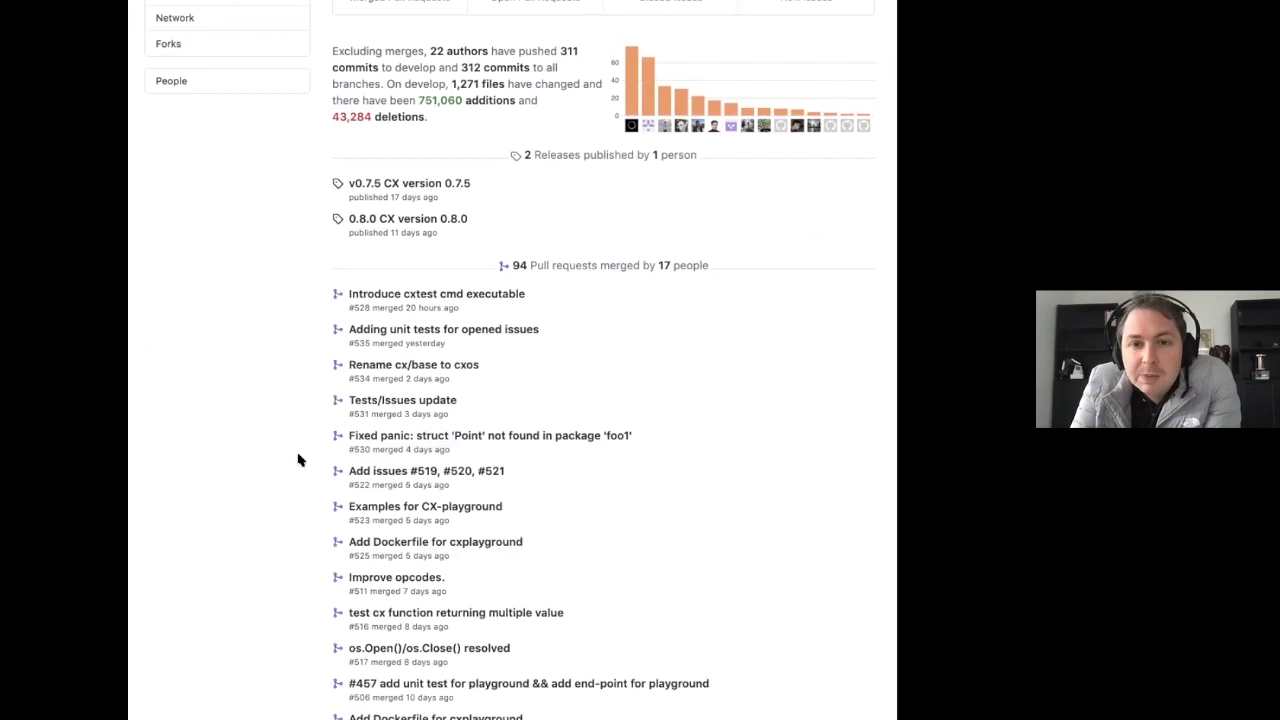 Network
Forks
People
Excluding merges, 22 authors have pushed 311
commits to develop and 312 commits to all
branches. On develop, 1,271 files have changed and
there have been 751,060 additions and
43,284 deletions.
60
40
20
0
2 Releases published by 1 person
v0.7.5 CX version 0.7.5
published 17 days ago
0.8.0 CX version 0.8.0
published 11 days ago
94 Pull requests merged by 17 people
Introduce cxtest cmd executable
#528 merged 20 hours ago
Adding unit tests for opened issues
#535 merged yesterday
Rename cx/base to cxos
#534 merged 2 days ago
Tests/Issues update
#531 merged 3 days ago
Fixed panic: struct 'Point' not found in package 'foo1'
#530 merged 4 days ago
Add issues #519, #520, #521
#522 merged 5 days ago
Examples for CX-playground
#523 merged 5 days ago
Add Dockerfile for cxplayground
#525 merged 5 days ago
Improve opcodes.
#511 merged 7 days ago
test cx function returning multiple value
#516 merged 8 days ago
os.Open()/os.Close() resolved
#517 merged 8 days ago
#457 add unit test for playground && add end-point for playground
#506 merged 10 days ago
Add Dockerfile for cxplayground